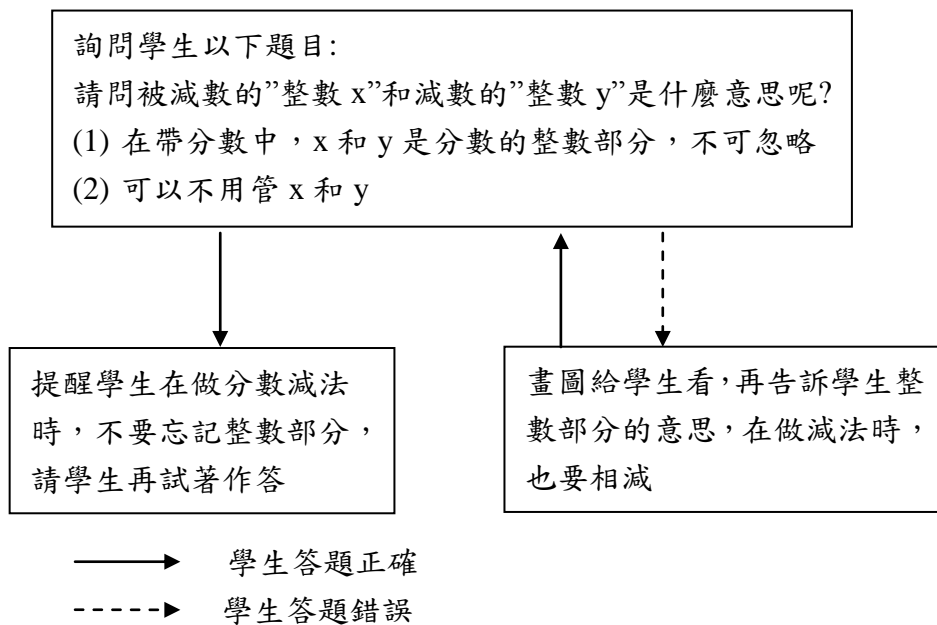 詢問學生以下題目:
請問被減數的”整數 x”和減數的”整數 y”是什麼意思呢?
(1) 在帶分數中，x 和 y 是分數的整數部分，不可忽略
(2) 可以不用管 x 和 y
提醒學生在做分數減法
時，不要忘記整數部分，
請學生再試著作答
畫圖給學生看，再告訴學生整
數部分的意思，在做減法時，
也要相減
學生答題正確
學生答題錯誤